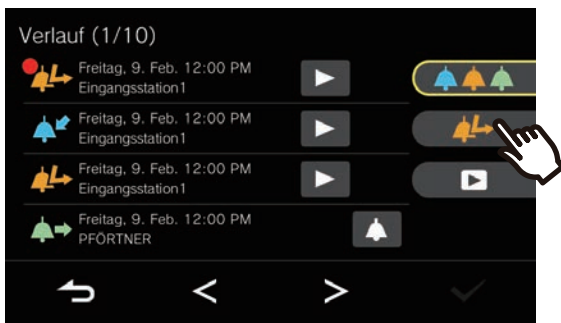 Verlauf (1/10)
Freitag, 9. Feb. 12:00 PM
Eingangsstation1
Freitag, 9. Feb. 12:00 PM
Eingangsstation1
Freitag, 9. Feb. 12:00 PM
Eingangsstation1
Freitag, 9. Feb. 12:00 PM
PFÖRTNER